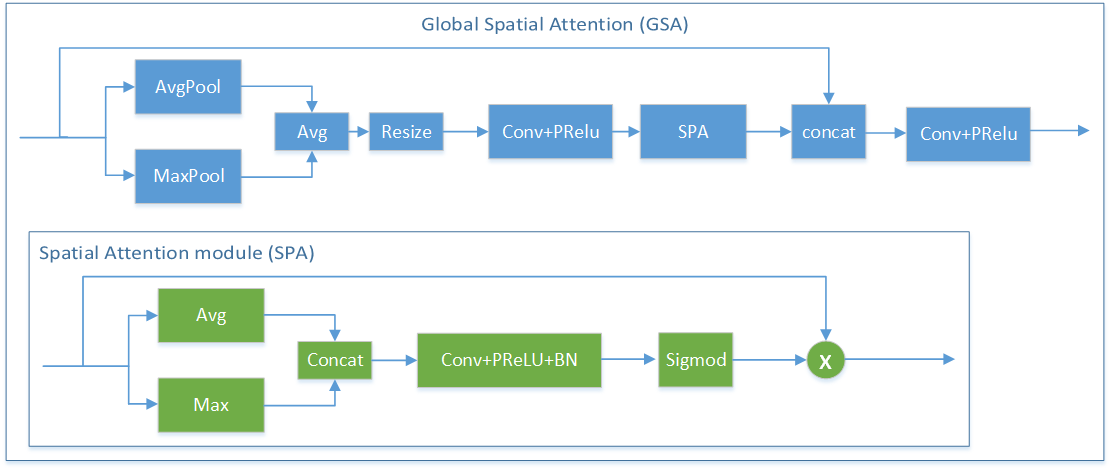 Global Spatial Attention (GSA)
AvgPool
MaxPool
Avg
Resize
Conv+PRelu
SPA
concat
Conv+PRelu
Spatial Attention module (SPA)
Avg
Max
Concat
Conv+PReLU+BN
Sigmod
X